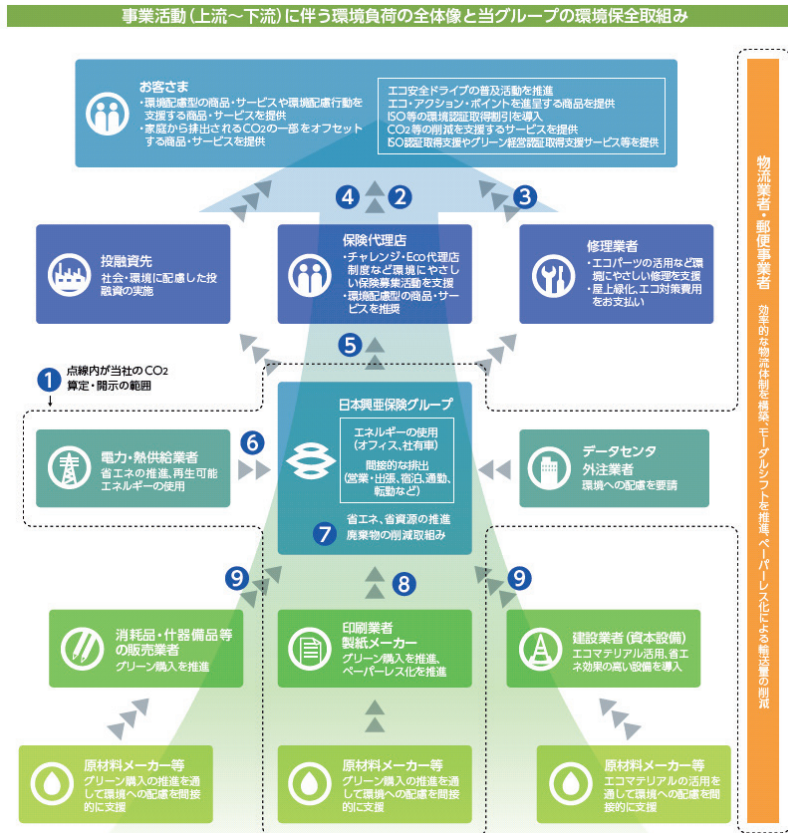 事業活動（上流～下流）に伴う環境負荷の全体像と当グループの環境保全取組み
お客さま
・環境配慮型の商品・サービスや環境配慮行動を
支援する商品・サービスを提供
・家庭から排出されるCO2の一部をオフセット
する商品・サービスを提供
エコ安全ドライブの普及活動を推進
エコ・アクション・ポイントを進呈する商品を提供
ISO等の環境認証取得割引を導入
CO2等の削減を支援するサービスを提供
ISO認証取得支援やグリーン経営認証取得支援サービス等を提供
4
2
3
投融資先
社会・環境に配慮した投
融資の実施
保険代理店
・チャレンジ・Eco代理店
制度など環境にやさし
い保険募集活動を支援
・環境配慮型の商品・サー
ビスを推奨
修理業者
・エコパーツの活用など環
境にやさしい修理を支援
・屋上緑化、エコ対策費用
をお支払い
5
1
点線内が当社のCO2
算定・開示の範囲
日本興亜保険グループ
エネルギーの使用
（オフィス、社有車）
間接的な排出
（営業・出張、宿泊、通勤、
転勤など）
7
省エネ、省資源の推進
廃棄物の削減取組み
電力・熱供給業者
省エネの推進、再生可能
エネルギーの使用
6
データセンタ
外注業者
環境への配慮を要請
9
8
9
消耗品・什器備品等
の販売業者
グリーン購入を推進
印刷業者
製紙メーカー
グリーン購入を推進、
ペーパーレス化を推進
建設業者（資本設備）
エコマテリアル活用、省エ
ネ効果の高い設備を導入
原材料メーカー等
グリーン購入の推進を通
して環境への配慮を間接
的に支援
原材料メーカー等
グリーン購入の推進を通
して環境への配慮を間接
的に支援
原材料メーカー等
エコマテリアルの活用を
通して環境への配慮を間
接的に支援
物流業者・郵便事業者
効率的な物流体制を構築、モーダルシフトを推進、ペーパーレス化による輸送量の削減